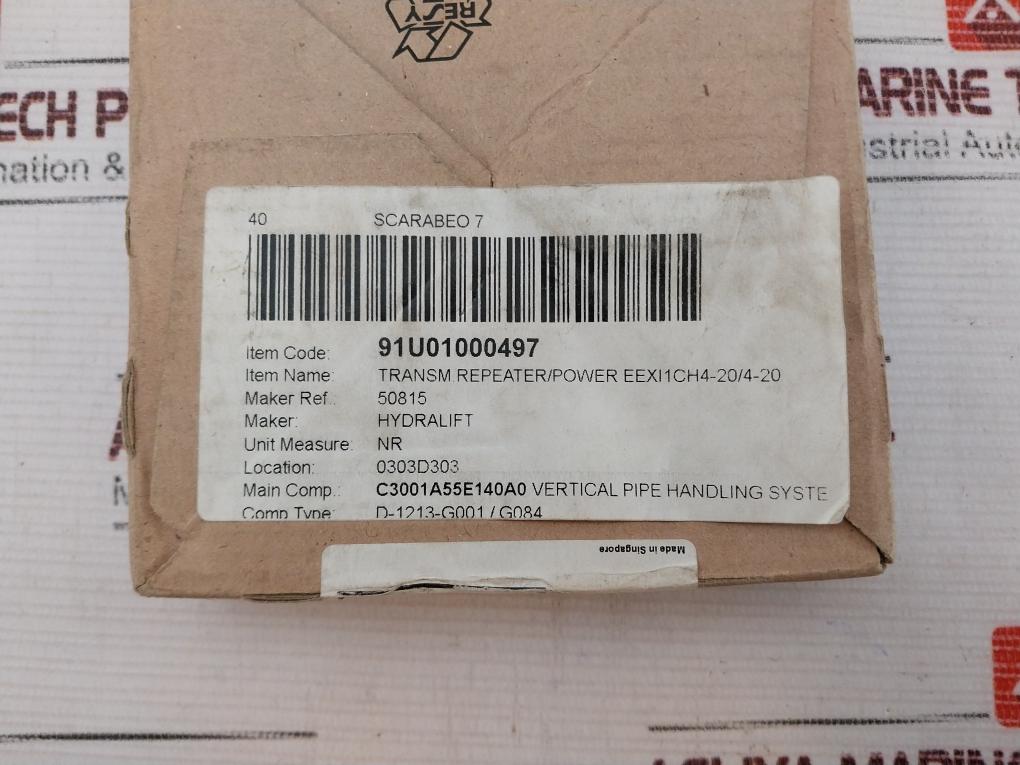 RESY
ECH P
ARINE T
nation &
strial Auto
40 SCARABEO 7
Item Code: 91U01000497
Item Name: TRANSM.REPEATER/POWER EEXI1CH4-20/4-20
Maker Ref.: 50815
Maker: HYDRALIFT
Unit Measure: NR
Location: 0303D303
Main Comp.: C3001A55E140A0 VERTICAL PIPE HANDLING SYSTE
Comp Type: D-1213-G001 / G084
Made in Singapore